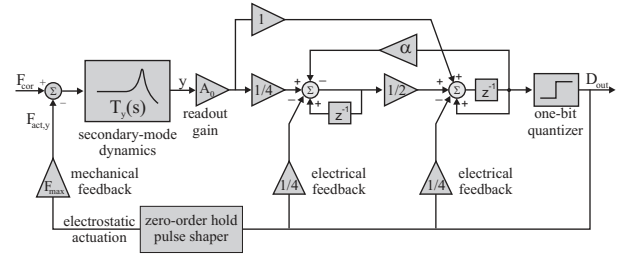 1
α
F_cor
+
Σ
−
T_y(s)
y
A_0
1/4
+
−
−
Σ
+
z^-1
1/2
+
+
−
Σ
+
z^-1
D_out
F_act,y
secondary-mode
dynamics
readout
gain
one-bit
quantizer
F_max
mechanical
feedback
1/4
electrical
feedback
1/4
electrical
feedback
electrostatic
actuation
zero-order hold
pulse shaper